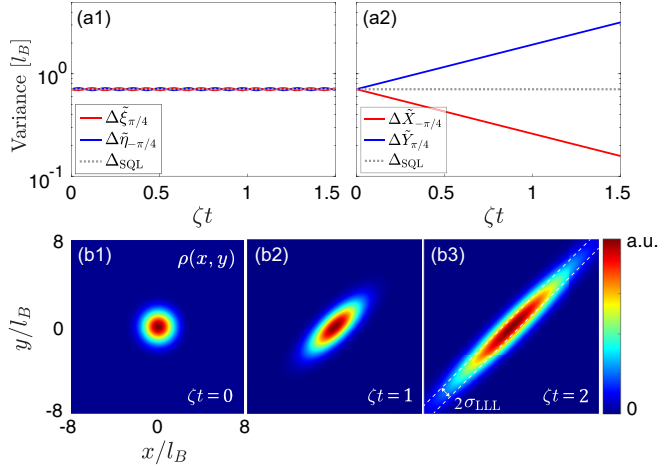 (a1)
(a2)
Variance [l_B]
10^0
10^-1
Δξ̃_π/4
Δη̃_-π/4
Δ_SQL
ΔX̃_-π/4
ΔỸ_π/4
Δ_SQL
0 0.5 1 1.5
0 0.5 1 1.5
ζt
ζt
(b1)
(b2)
(b3)
ρ(x, y)
ζt = 0
ζt = 1
ζt = 2
2σ_LLL
8
0
-8
y/l_B
-8 0 8
x/l_B
a.u.
0